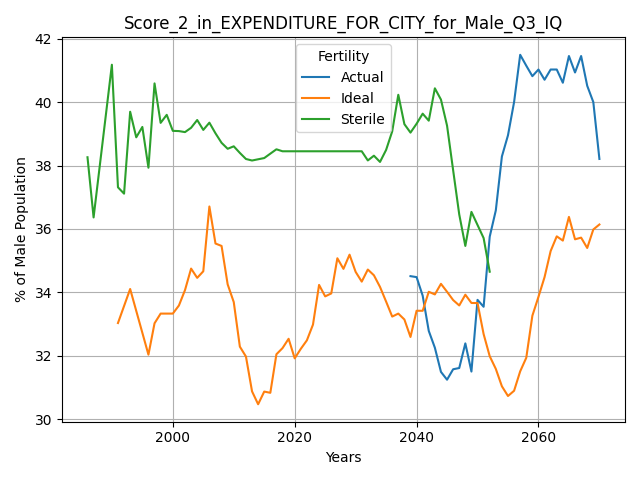 Score_2_in_EXPENDITURE_FOR_CITY_for_Male_Q3_IQ
Fertility
Actual
Ideal
Sterile
% of Male Population
42
40
38
36
34
32
30
2000
2020
2040
2060
Years